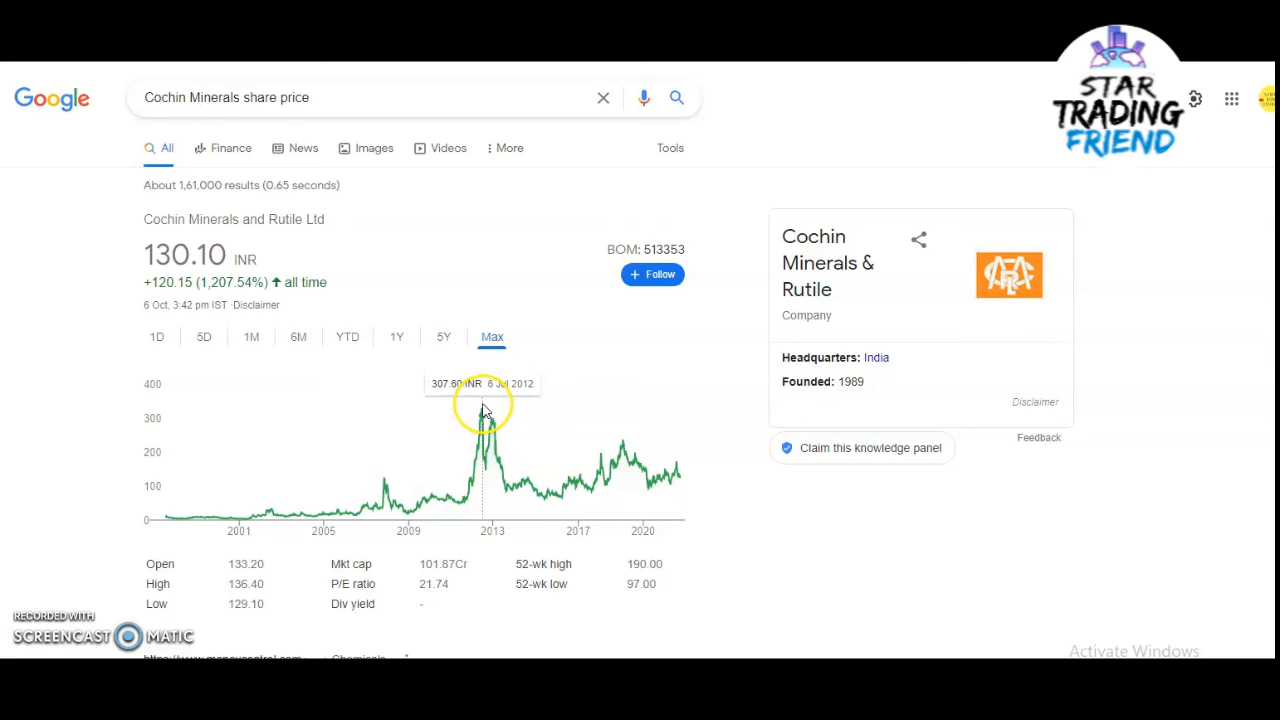 STAR
TRADING
FRIEND
Google
Cochin Minerals share price
All
Finance
News
Images
Videos
More
Tools
About 1,61,000 results (0.65 seconds)
Cochin Minerals and Rutile Ltd
130.10 INR
BOM: 513353
+120.15 (1,207.54%) all time
+ Follow
6 Oct, 3:42 pm IST ·Disclaimer
1D 5D 1M 6M YTD 1Y 5Y Max
307.60 INR 6 Jul 2012
400
300
200
100
0
2001 2005 2009 2013 2017 2020
Open 133.20 Mkt cap 101.87Cr 52-wk high 190.00
High 136.40 P/E ratio 21.74 52-wk low 97.00
Low 129.10 Div yield -
Cochin
Minerals &
Rutile
Company
Headquarters: India
Founded: 1989
Disclaimer
Feedback
Claim this knowledge panel
RECORDED WITH
SCREENCAST MATIC
Activate Windows